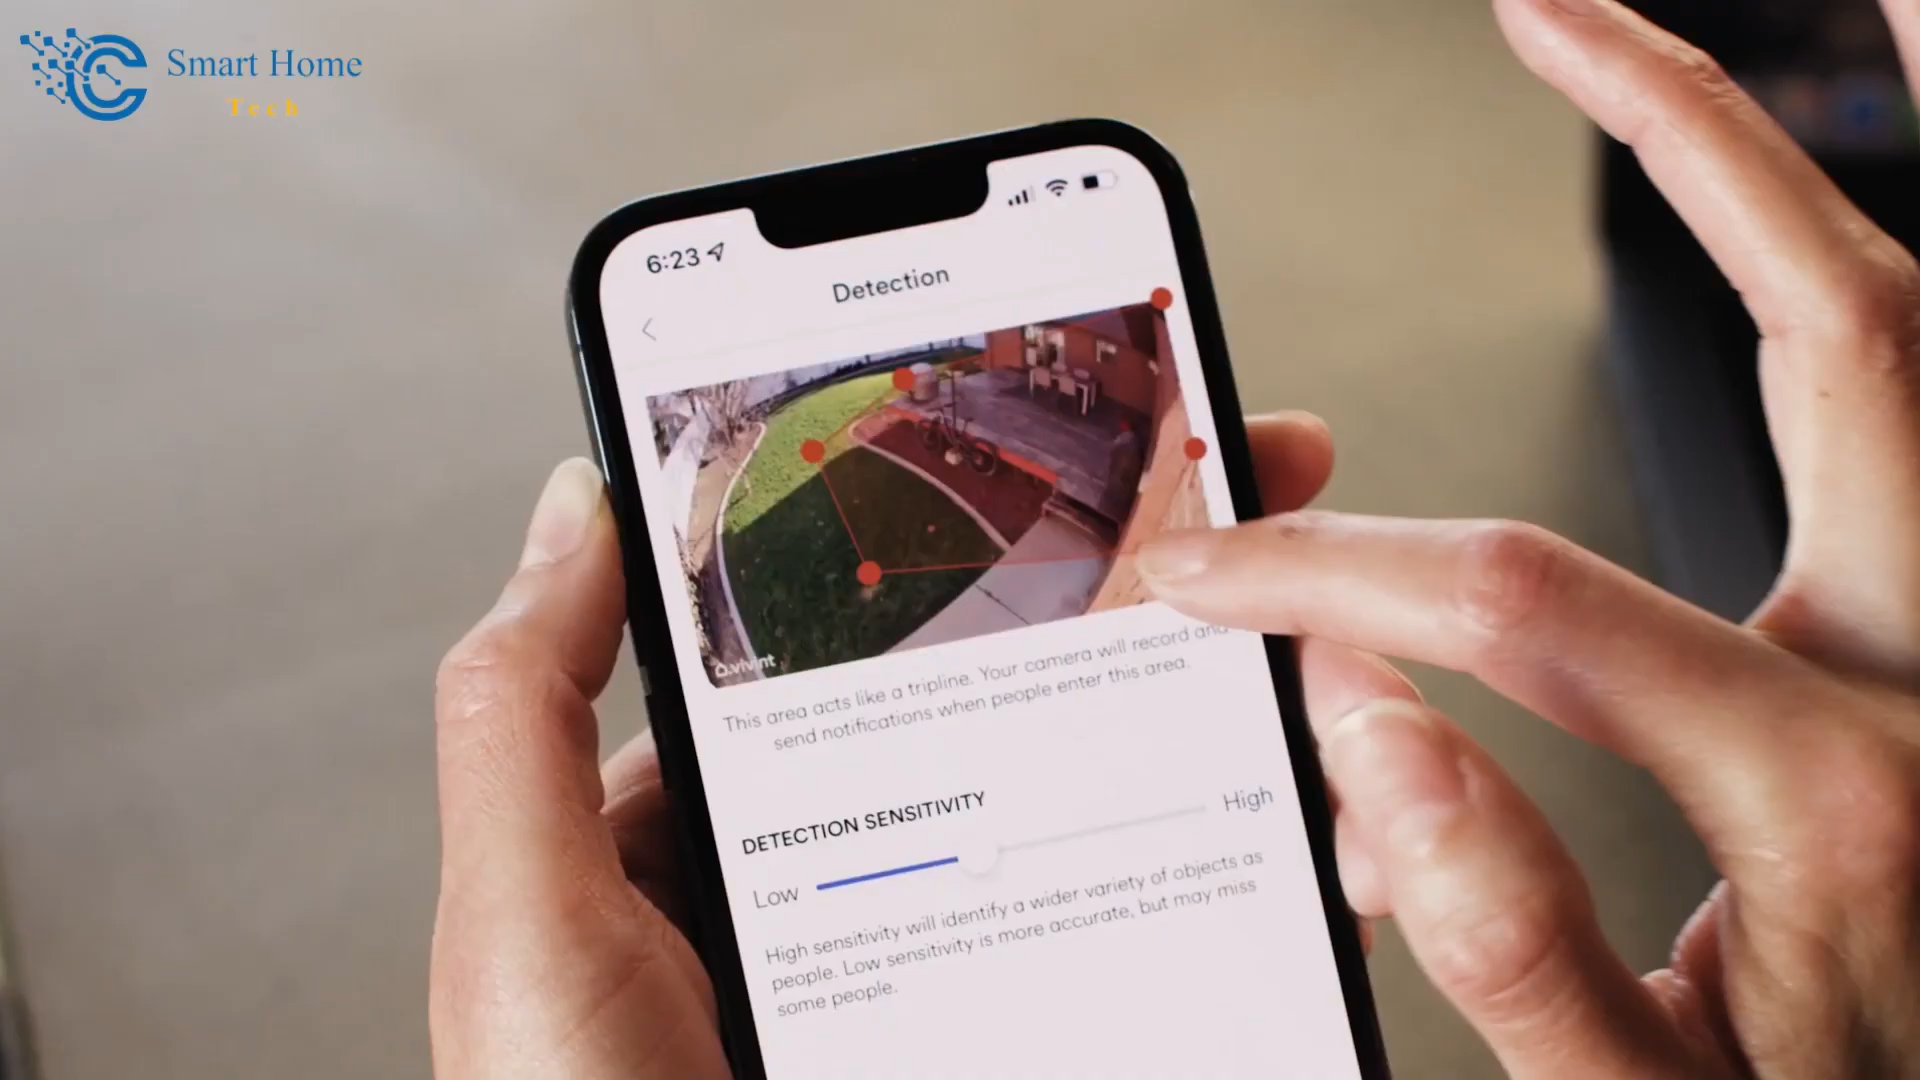 Smart Home
Tech
6:23
Detection
vivint
This area acts like a tripline. Your camera will record and
send notifications when people enter this area.
DETECTION SENSITIVITY
Low
High
High sensitivity will identify a wider variety of objects as
people. Low sensitivity is more accurate, but may miss
some people.